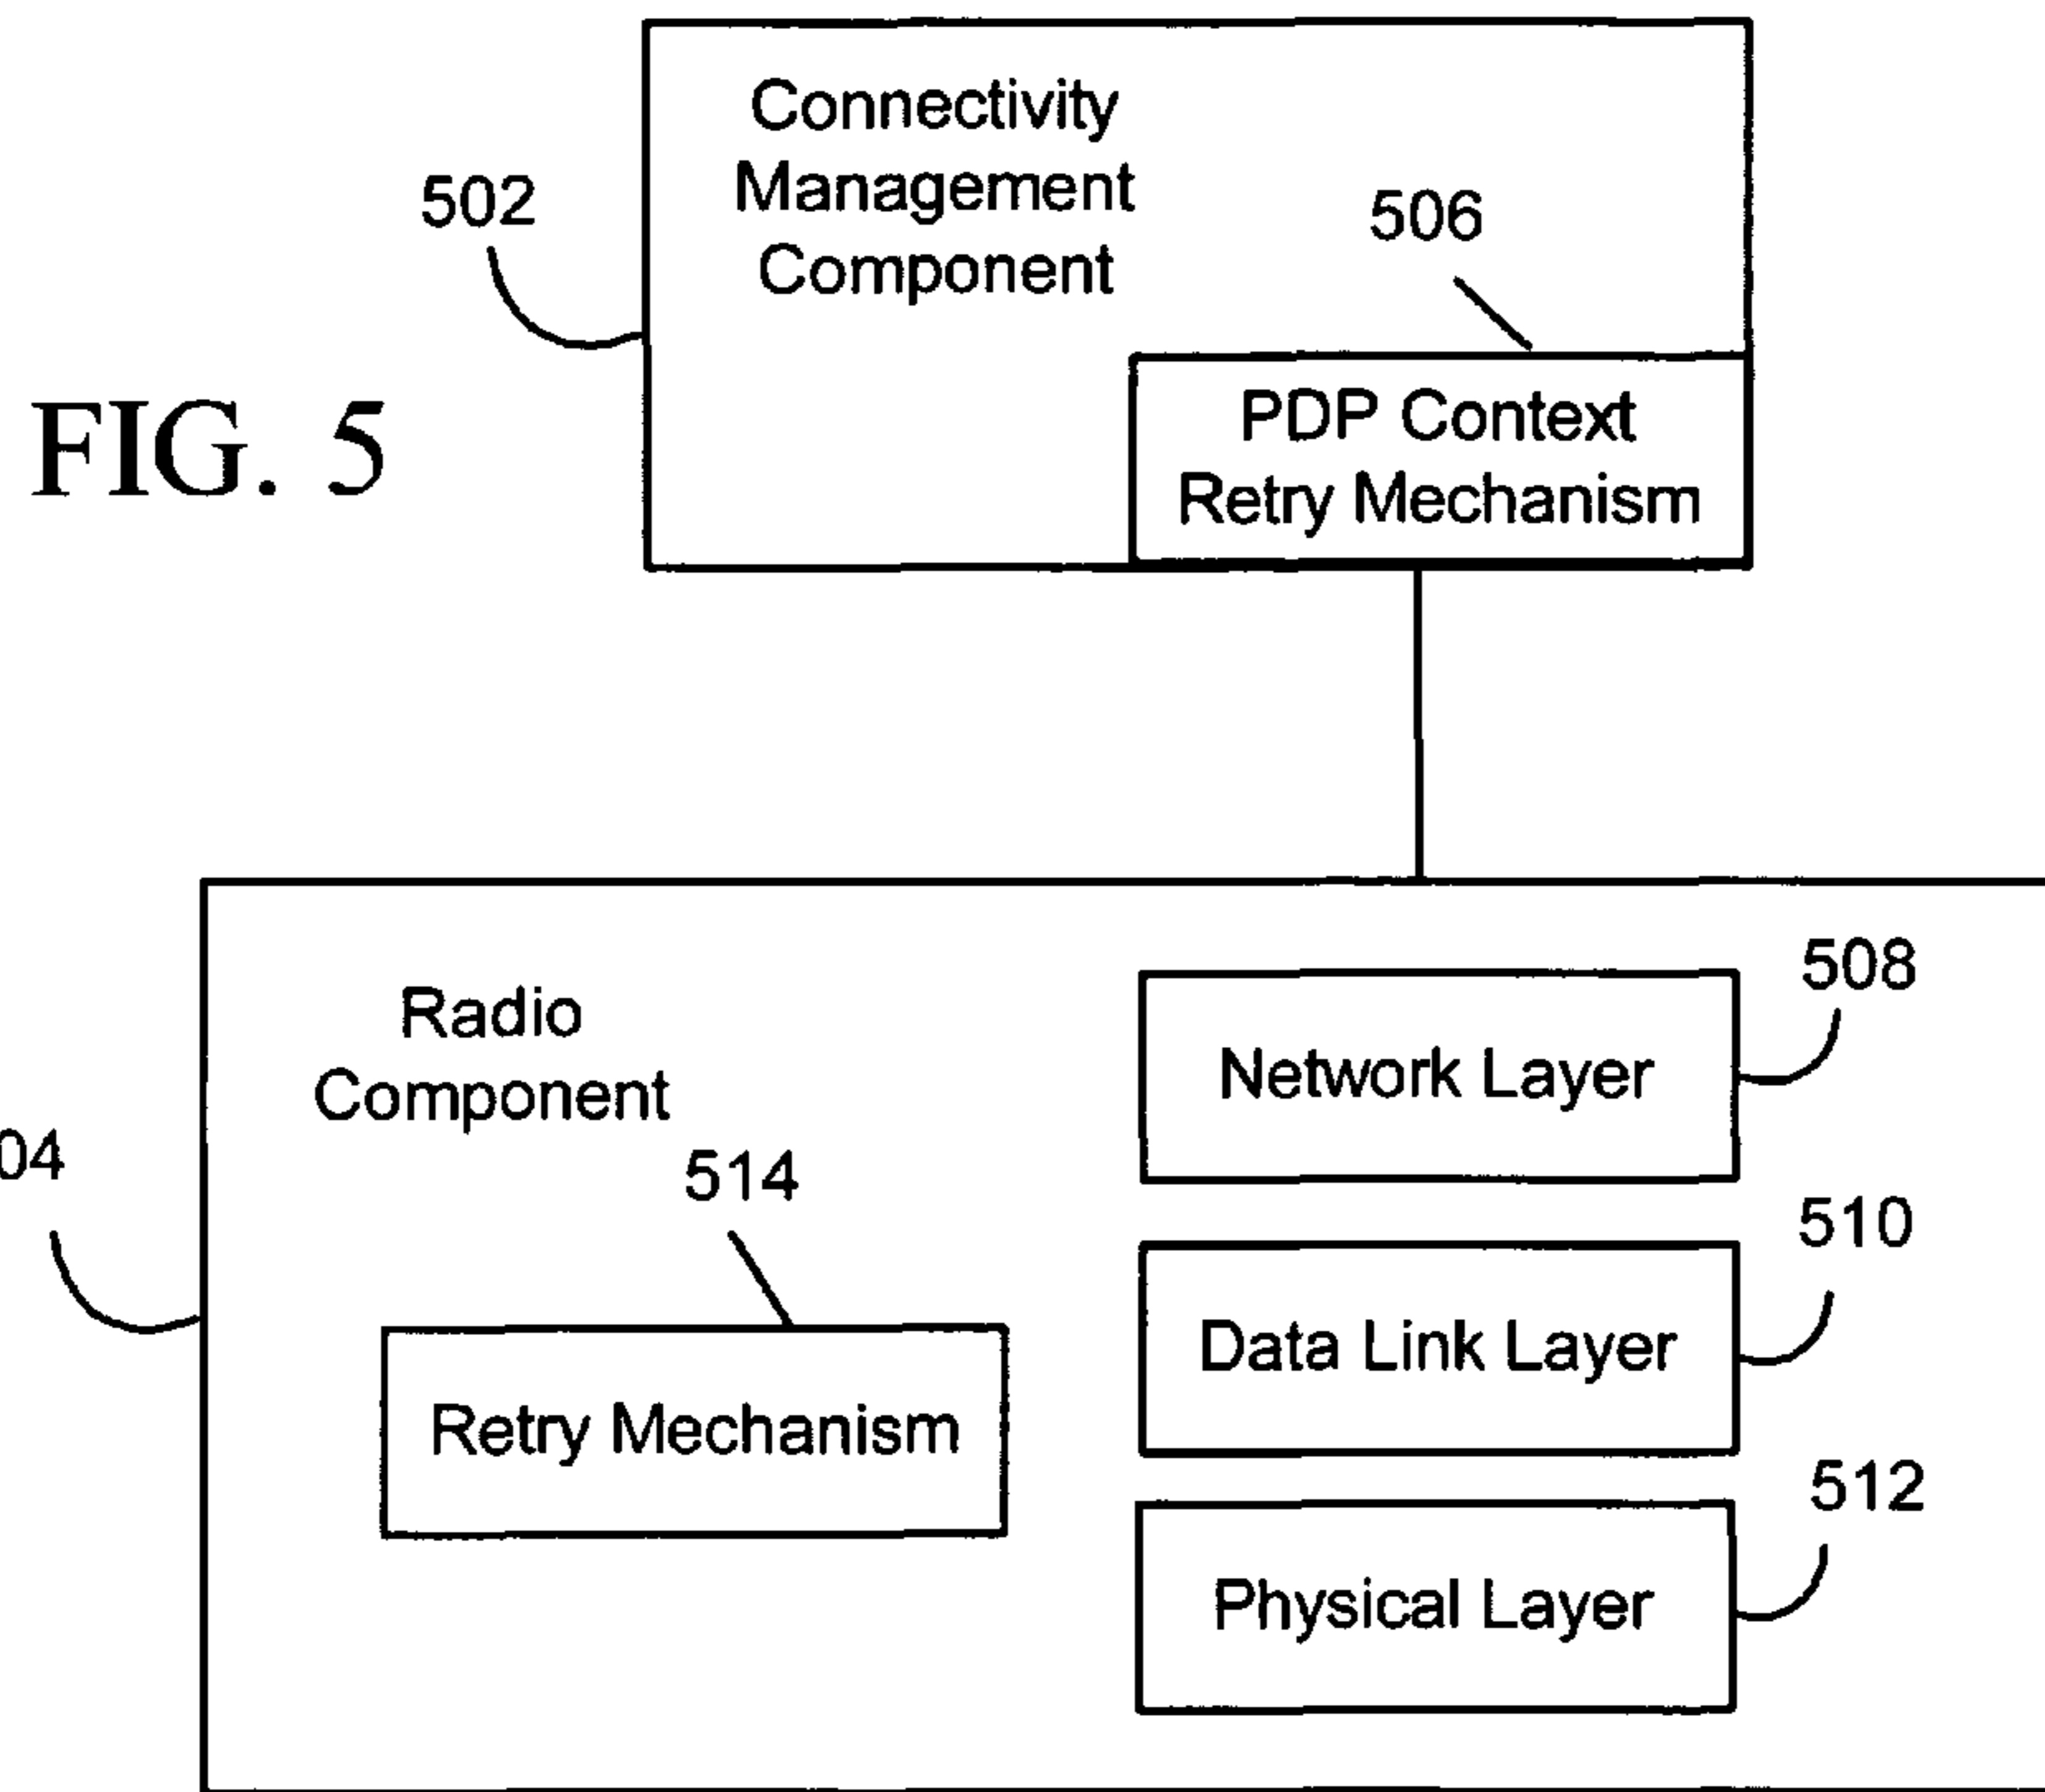 Connectivity
Management
Component
502
506
FIG. 5
PDP Context
Retry Mechanism
508
Radio
Component
Network Layer
04
514
510
Data Link Layer
Retry Mechanism
512
Physical Layer